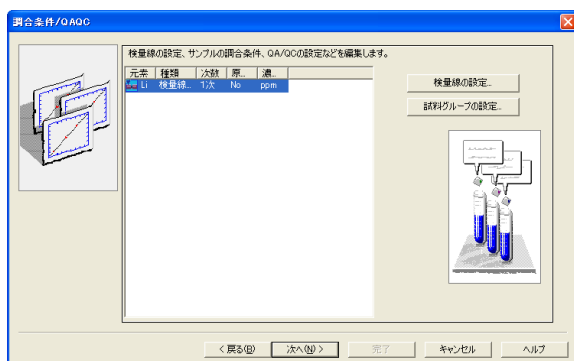 調合条件/QAQC
検量線の設定、サンプルの調合条件、QA/QCの設定などを編集します。
元素 種類 次数 原... 濃...
Li 検量線... 1次 No ppm
検量線の設定...
試料グループの設定...
< 戻る(B) 次へ(N) > 完了 キャンセル ヘルプ